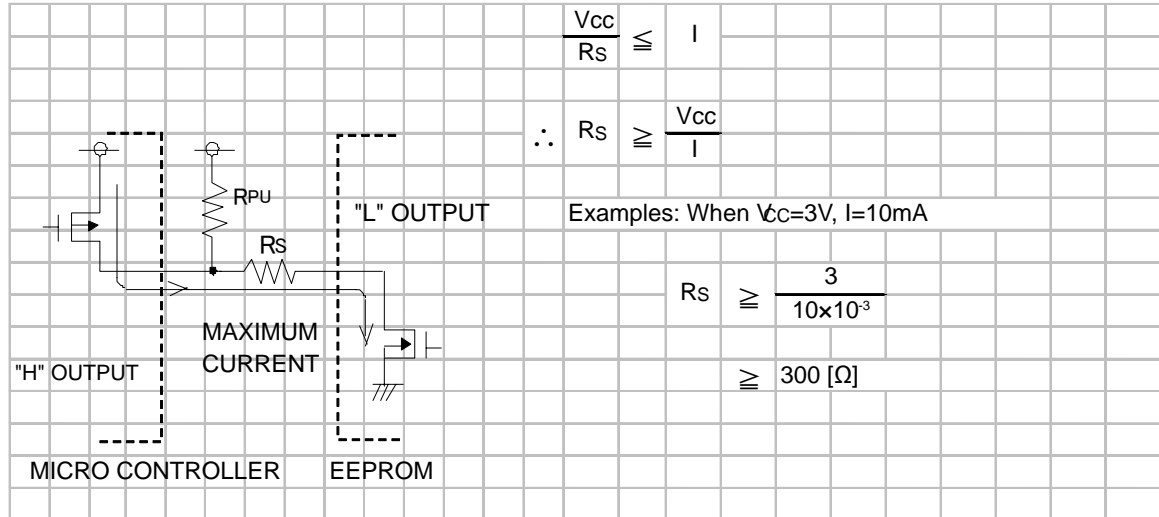 Vcc
Rs ≦ I
∴ Rs ≧ Vcc
I
RPU
"L" OUTPUT
Examples: When VCC=3V, I=10mA
Rs
Rs ≧ 3
10×10-3
MAXIMUM
CURRENT
"H" OUTPUT
≧ 300 [Ω]
MICRO CONTROLLER
EEPROM